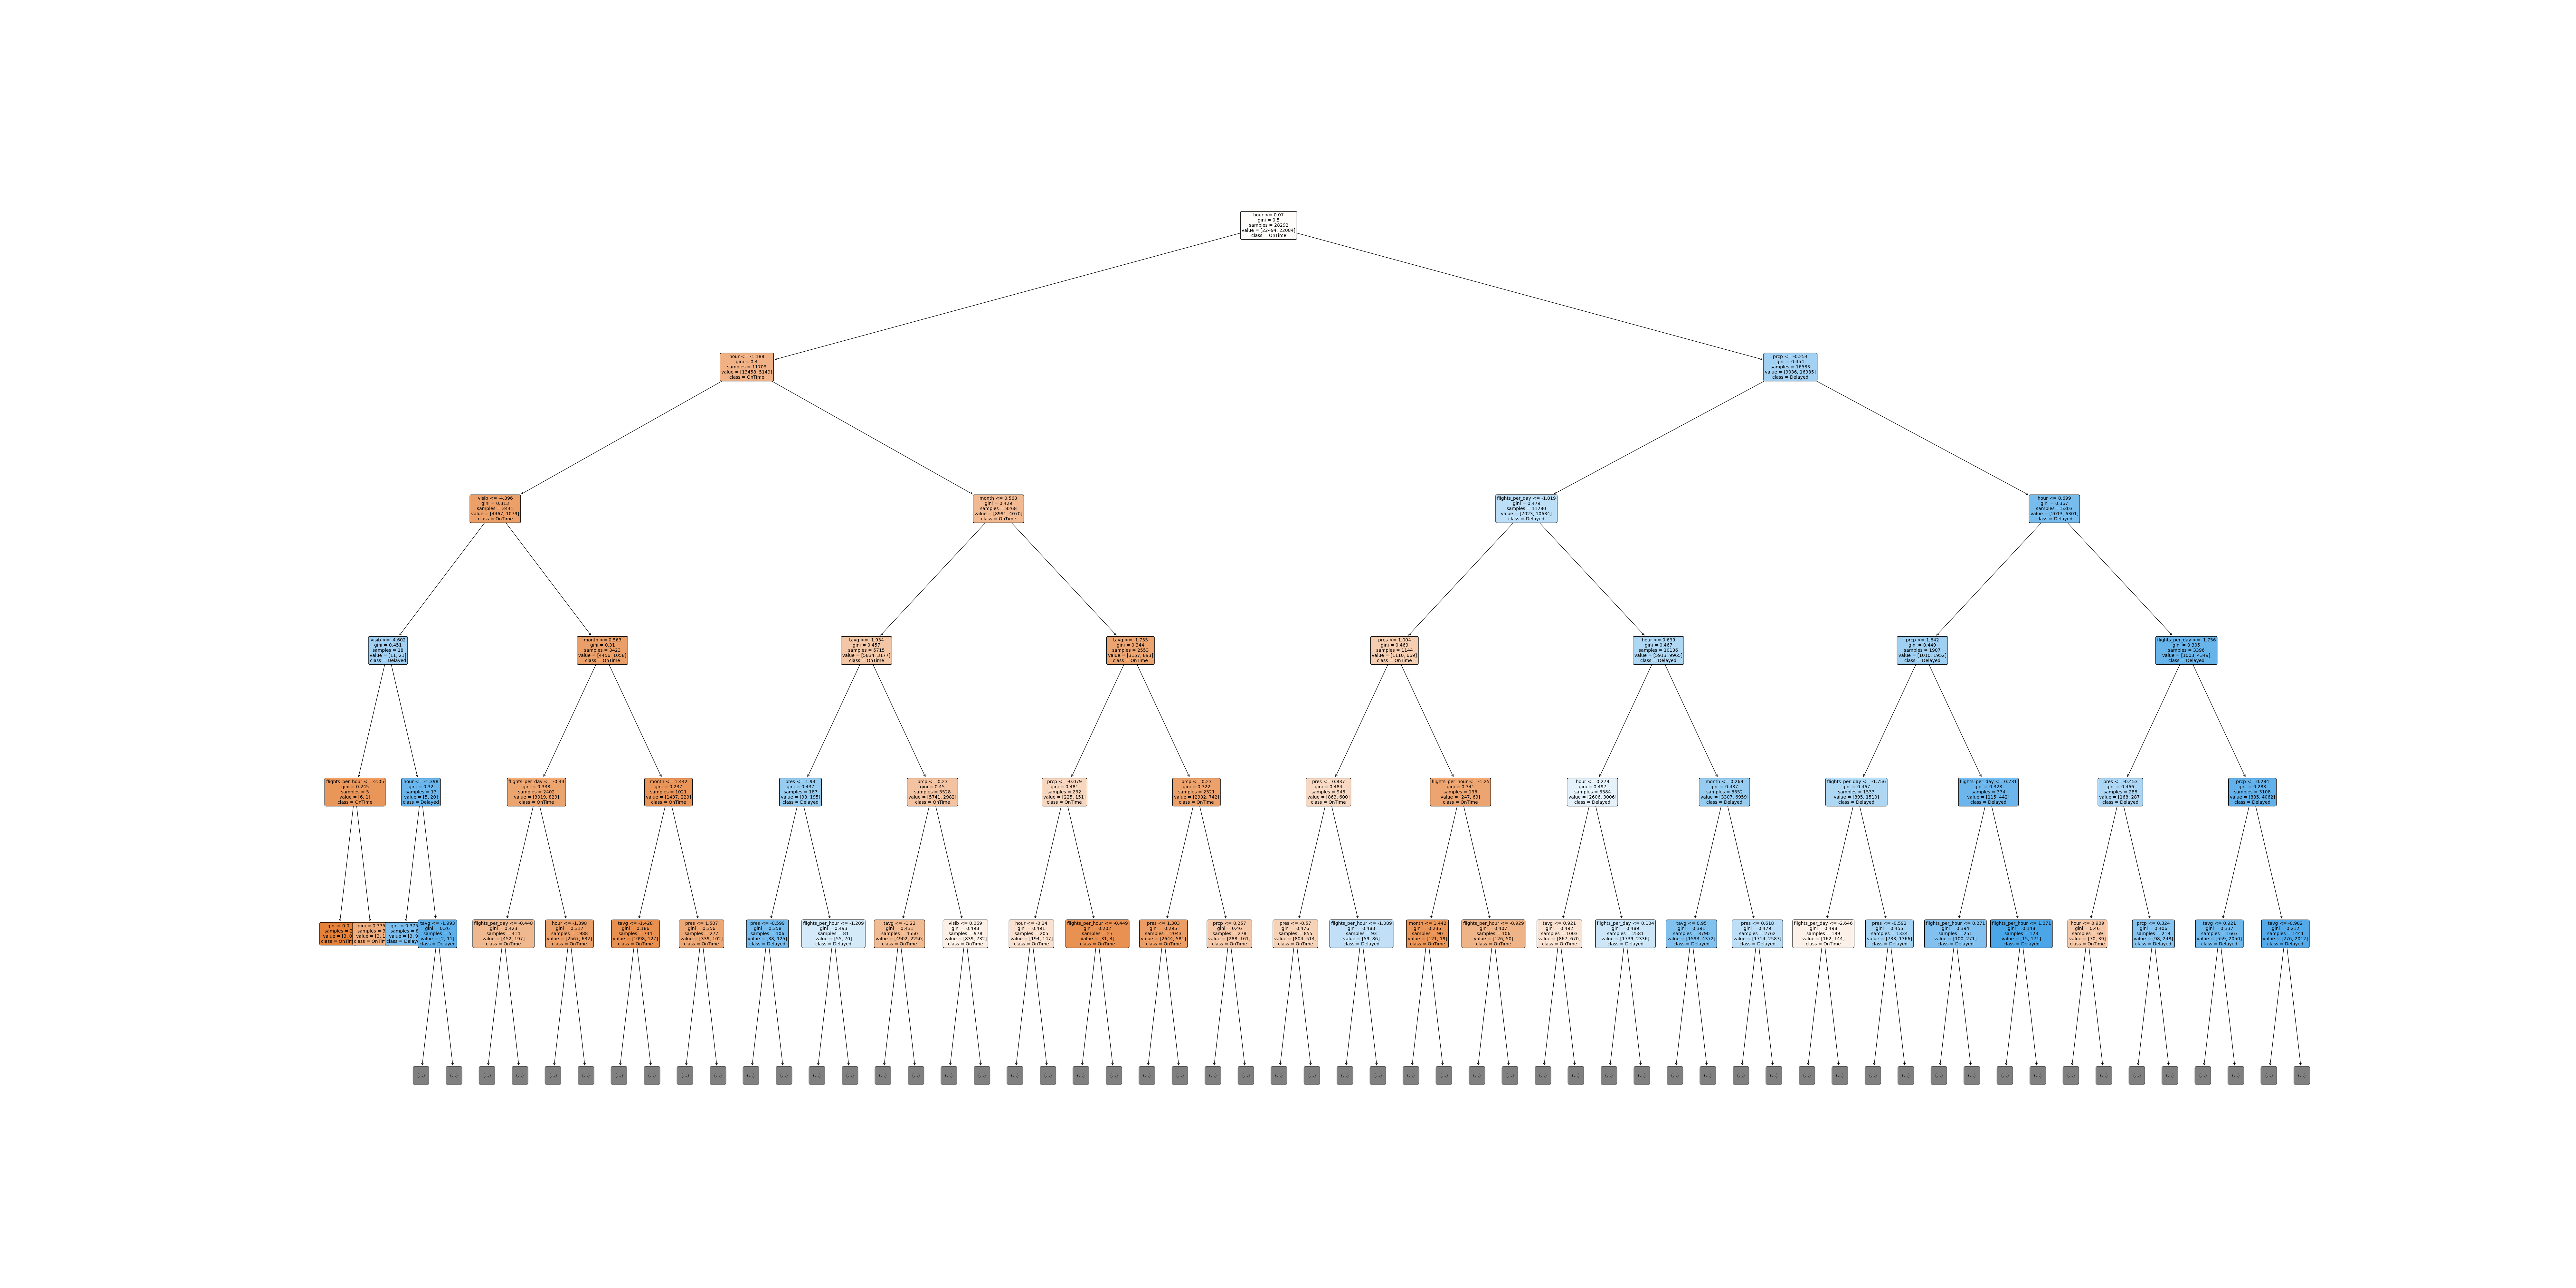 hour <= 0.07
gini = 0.5
samples = 28292
value = [22494, 22084]
class = OnTime
hour <= -1.188
gini = 0.4
samples = 11709
value = [13458, 5149]
class = OnTime
prcp <= -0.254
gini = 0.454
samples = 16583
value = [9036, 16935]
class = Delayed
visib <= -4.396
gini = 0.313
samples = 3441
value = [4467, 1079]
class = OnTime
month <= 0.563
gini = 0.429
samples = 8268
value = [8991, 4070]
class = OnTime
flights_per_day <= -1.019
gini = 0.479
samples = 11280
value = [7023, 10634]
class = Delayed
hour <= 0.699
gini = 0.367
samples = 5303
value = [2013, 6301]
class = Delayed
visib <= -4.602
gini = 0.451
samples = 18
value = [11, 21]
class = Delayed
month <= 0.563
gini = 0.31
samples = 3423
value = [4456, 1058]
class = OnTime
tavg <= -1.934
gini = 0.457
samples = 5715
value = [5834, 3177]
class = OnTime
tavg <= -1.755
gini = 0.344
samples = 2553
value = [3157, 893]
class = OnTime
pres <= 1.004
gini = 0.469
samples = 1144
value = [1110, 669]
class = OnTime
hour <= 0.699
gini = 0.467
samples = 10136
value = [5913, 9965]
class = Delayed
prcp <= 1.642
gini = 0.449
samples = 1907
value = [1010, 1952]
class = Delayed
flights_per_day <= -1.756
gini = 0.305
samples = 3396
value = [1003, 4349]
class = Delayed
flights_per_hour <= -2.05
gini = 0.245
samples = 5
value = [6, 1]
class = OnTime
hour <= -1.398
gini = 0.32
samples = 13
value = [5, 20]
class = Delayed
flights_per_day <= -0.43
gini = 0.338
samples = 2402
value = [3019, 829]
class = OnTime
month <= 1.442
gini = 0.237
samples = 1021
value = [1437, 229]
class = OnTime
pres <= 1.93
gini = 0.437
samples = 187
value = [93, 195]
class = Delayed
prcp <= 0.23
gini = 0.45
samples = 5528
value = [5741, 2982]
class = OnTime
prcp <= -0.079
gini = 0.481
samples = 232
value = [225, 151]
class = OnTime
prcp <= 0.23
gini = 0.322
samples = 2321
value = [2932, 742]
class = OnTime
pres <= 0.837
gini = 0.484
samples = 948
value = [863, 600]
class = OnTime
flights_per_hour <= -1.25
gini = 0.341
samples = 196
value = [247, 69]
class = OnTime
hour <= 0.279
gini = 0.497
samples = 3584
value = [2606, 3006]
class = Delayed
month <= 0.269
gini = 0.437
samples = 6552
value = [3307, 6959]
class = Delayed
flights_per_day <= -1.756
gini = 0.467
samples = 1533
value = [895, 1510]
class = Delayed
flights_per_day <= 0.731
gini = 0.328
samples = 374
value = [115, 442]
class = Delayed
pres <= -0.453
gini = 0.466
samples = 288
value = [168, 287]
class = Delayed
prcp <= 0.284
gini = 0.283
samples = 3108
value = [835, 4062]
class = Delayed
gini = 0.0
gini = 0.375
gini = 0.375
tavg <= -1.993
gini = 0.26
samples = 9
value = [2, 11]
class = Delayed
flights_per_day <= -0.449
gini = 0.423
samples = 414
value = [452, 197]
class = OnTime
hour <= -1.398
gini = 0.317
samples = 1988
value = [2567, 632]
class = OnTime
tavg <= -1.428
gini = 0.186
samples = 744
value = [1098, 127]
class = OnTime
pres <= 1.507
gini = 0.356
samples = 277
value = [339, 102]
class = OnTime
pres <= -0.599
gini = 0.358
samples = 106
value = [38, 125]
class = Delayed
flights_per_hour <= -1.209
gini = 0.493
samples = 81
value = [55, 70]
class = Delayed
tavg <= -1.22
gini = 0.431
samples = 4550
value = [4902, 2250]
class = OnTime
visib <= 0.069
gini = 0.498
samples = 978
value = [839, 732]
class = OnTime
hour <= -0.14
gini = 0.491
samples = 205
value = [194, 147]
class = OnTime
flights_per_hour <= -0.449
gini = 0.202
samples = 27
value = [31, 4]
class = OnTime
pres <= 1.302
gini = 0.295
samples = 2043
value = [2644, 581]
class = OnTime
prcp <= 0.257
gini = 0.46
samples = 278
value = [288, 161]
class = OnTime
pres <= -0.57
gini = 0.476
samples = 855
value = [804, 514]
class = OnTime
flights_per_hour <= -1.089
gini = 0.483
samples = 93
value = [59, 86]
class = Delayed
month <= 1.442
gini = 0.235
samples = 90
value = [121, 19]
class = OnTime
flights_per_hour <= -0.929
gini = 0.407
samples = 106
value = [126, 50]
class = OnTime
tavg <= 0.921
gini = 0.492
samples = 1003
value = [867, 670]
class = OnTime
flights_per_day <= 0.104
gini = 0.489
samples = 2581
value = [1739, 2336]
class = Delayed
tavg <= 0.95
gini = 0.391
samples = 3790
value = [1593, 4372]
class = Delayed
pres <= 0.618
gini = 0.479
samples = 2762
value = [1714, 2587]
class = Delayed
flights_per_day <= -2.646
gini = 0.498
samples = 199
value = [162, 144]
class = OnTime
pres <= -0.592
gini = 0.455
samples = 1334
value = [733, 1366]
class = Delayed
flights_per_hour <= 0.271
gini = 0.394
samples = 251
value = [100, 271]
class = Delayed
flights_per_hour <= 1.071
gini = 0.148
samples = 123
value = [15, 171]
class = Delayed
hour <= 0.909
gini = 0.46
samples = 69
value = [70, 39]
class = OnTime
prcp <= 0.324
gini = 0.406
samples = 219
value = [98, 248]
class = Delayed
tavg <= 0.921
gini = 0.337
samples = 1667
value = [559, 2050]
class = Delayed
tavg <= -0.982
gini = 0.212
samples = 1441
value = [276, 2012]
class = Delayed